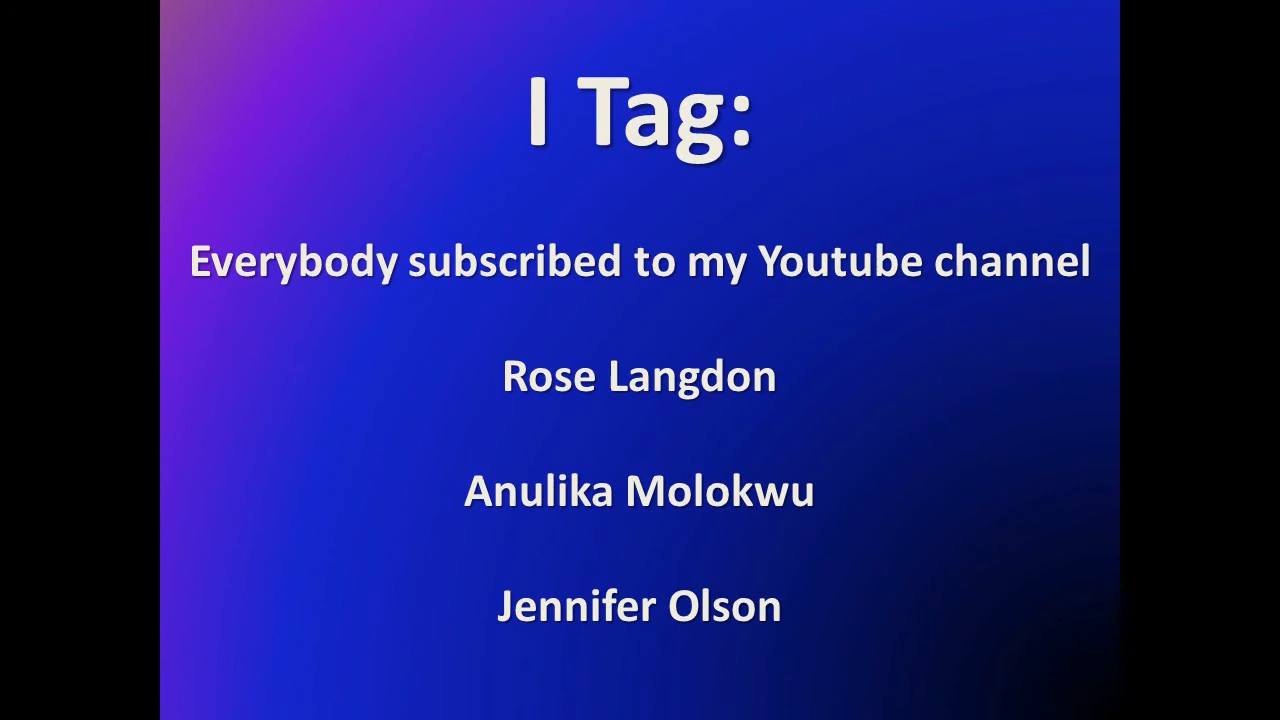 I Tag:
Everybody subscribed to my Youtube channel
Rose Langdon
Anulika Molokwu
Jennifer Olson